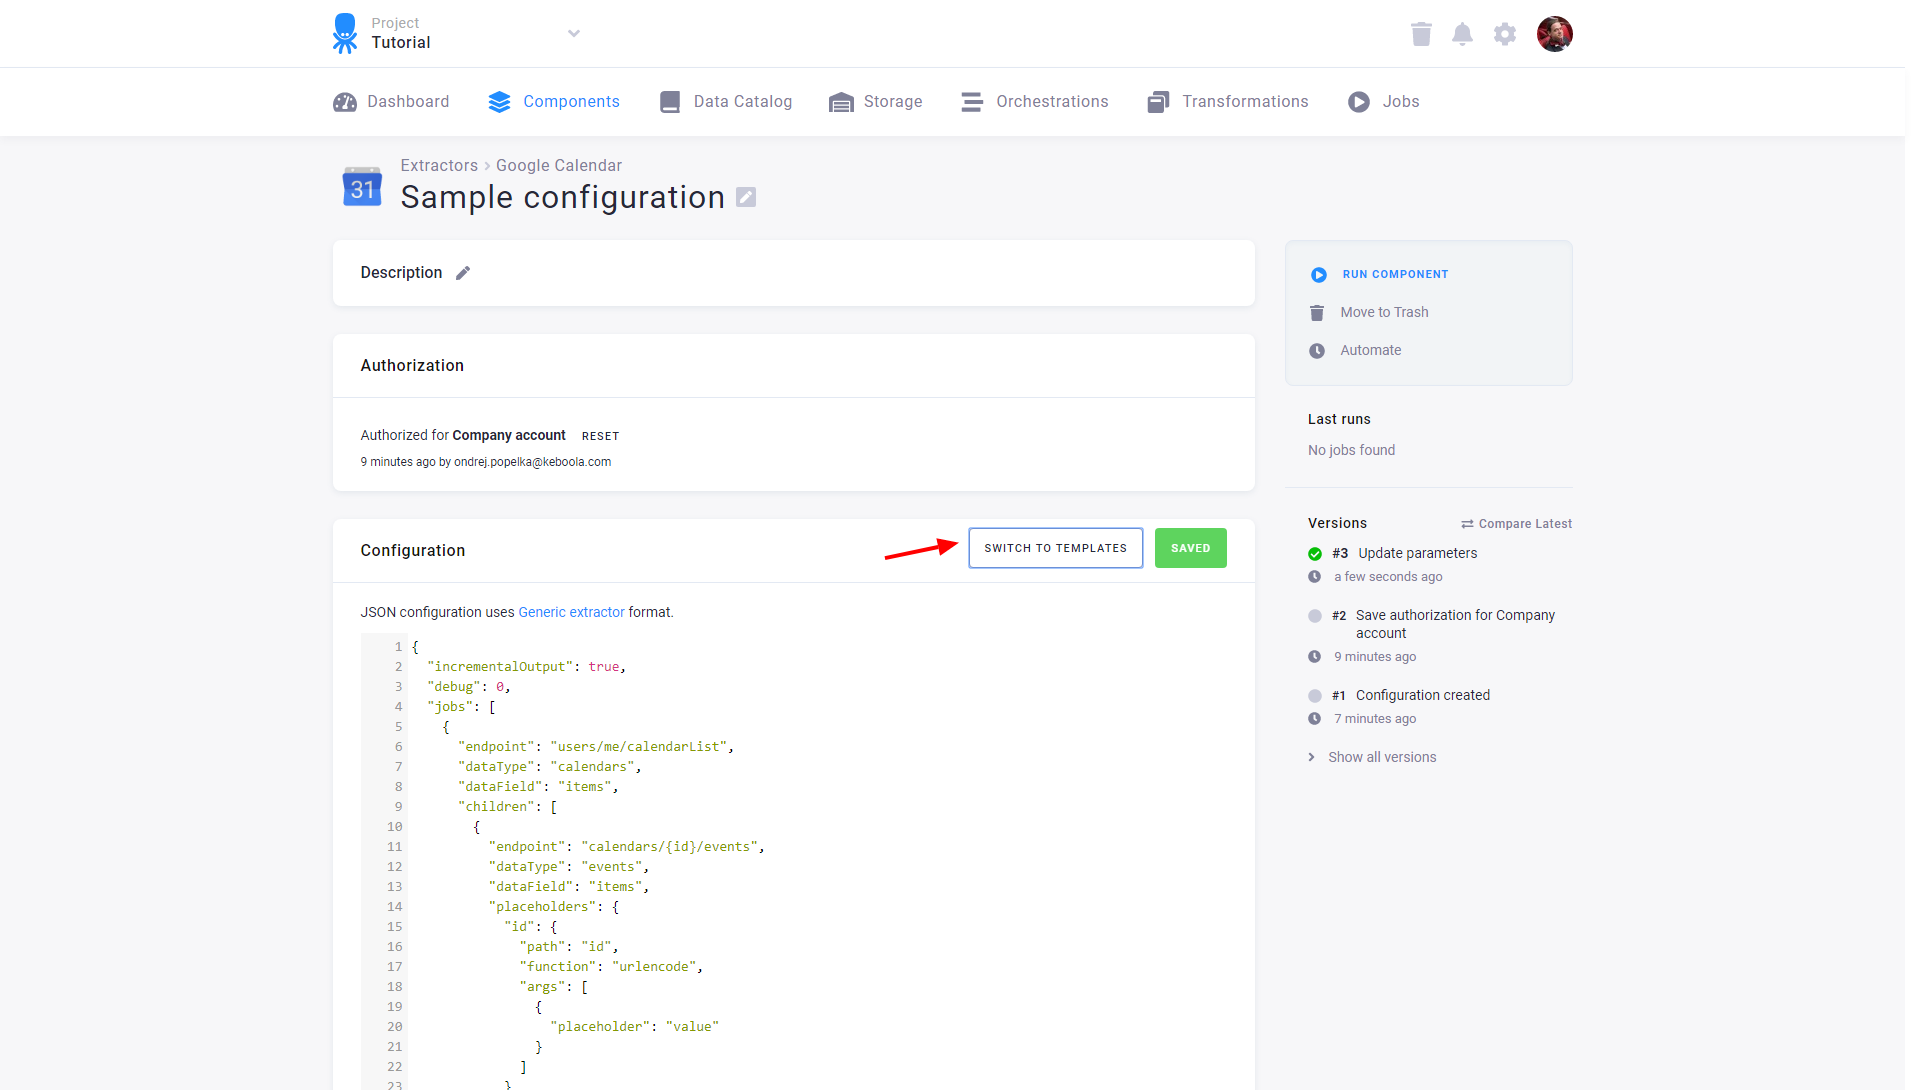 Project
Tutorial
Dashboard
Components
Data Catalog
Storage
Orchestrations
Transformations
Jobs
31
Extractors > Google Calendar
Sample configuration
Description
Authorization
Authorized for Company account RESET
9 minutes ago by ondrej.popelka@keboola.com
Configuration
SWITCH TO TEMPLATES
SAVED
JSON configuration uses Generic extractor format.
1 {
2 "incrementalOutput": true,
3 "debug": 0,
4 "jobs": [
5 {
6 "endpoint": "users/me/calendarList",
7 "dataType": "calendars",
8 "dataField": "items",
9 "children": [
10 {
11 "endpoint": "calendars/{id}/events",
12 "dataType": "events",
13 "dataField": "items",
14 "placeholders": {
15 "id": {
16 "path": "id",
17 "function": "urlencode",
18 "args": [
19 {
20 "placeholder": "value"
21 }
22 ]
23 }
RUN COMPONENT
Move to Trash
Automate
Last runs
No jobs found
Versions
Compare Latest
#3 Update parameters
a few seconds ago
#2 Save authorization for Company
account
9 minutes ago
#1 Configuration created
7 minutes ago
Show all versions